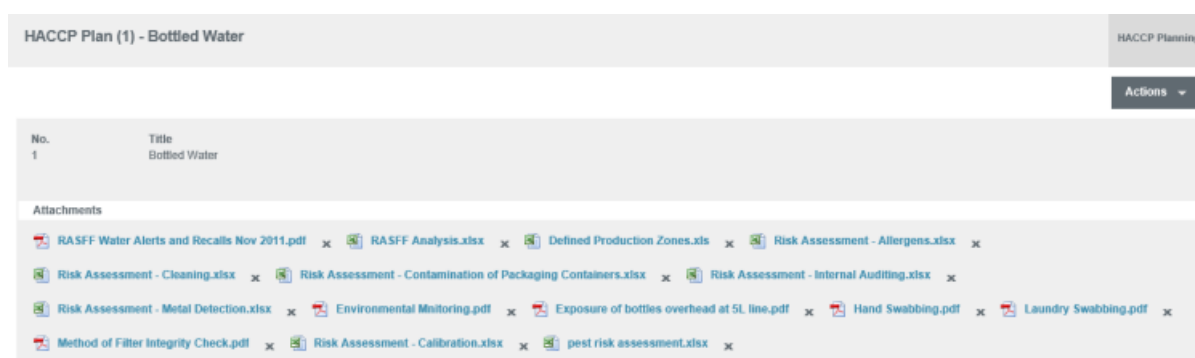 HACCP Plan (1) - Bottled Water HACCP Planning
Actions
No. Title
1 Bottled Water
Attachments
RASFF Water Alerts and Recalls Nov 2011.pdf x RASFF Analysis.xlsx x Defined Production Zones.xls x Risk Assessment - Allergens.xlsx x
Risk Assessment - Cleaning.xlsx x Risk Assessment - Contamination of Packaging Containers.xlsx x Risk Assessment - Internal Auditing.xlsx x
Risk Assessment - Metal Detection.xlsx x Environmental Mnitoring.pdf x Exposure of bottles overhead at 5L line.pdf x Hand Swabbing.pdf x Laundry Swabbing.pdf x
Method of Filter Integrity Check.pdf x Risk Assessment - Calibration.xlsx x pest risk assessment.xlsx x